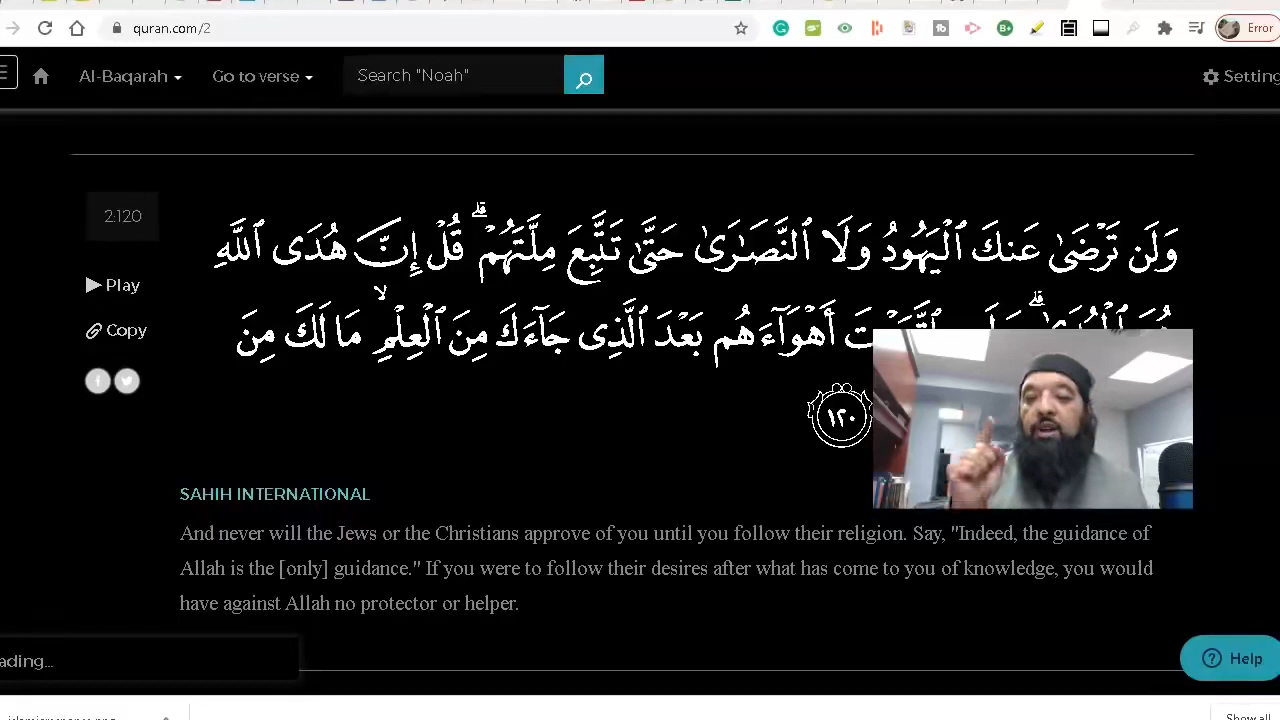 quran.com/2
Error
Al-Baqarah
Go to verse
Search "Noah"
Setting
2:120
وَلَن تَرْضَىٰ عَنكَ ٱلْيَهُودُ وَلَا ٱلنَّصَـٰرَىٰ حَتَّىٰ تَتَّبِعَ مِلَّتَهُمْ ۗ قُلْ إِنَّ هُدَى ٱللَّهِ
أَهْوَآءَهُم بَعْدَ ٱلَّذِى جَآءَكَ مِنَ ٱلْعِلْمِ ۙ مَا لَكَ مِنَ
١٢٠
Play
Copy
SAHIH INTERNATIONAL
And never will the Jews or the Christians approve of you until you follow their religion. Say, "Indeed, the guidance of
Allah is the [only] guidance." If you were to follow their desires after what has come to you of knowledge, you would
have against Allah no protector or helper.
ading...
Help